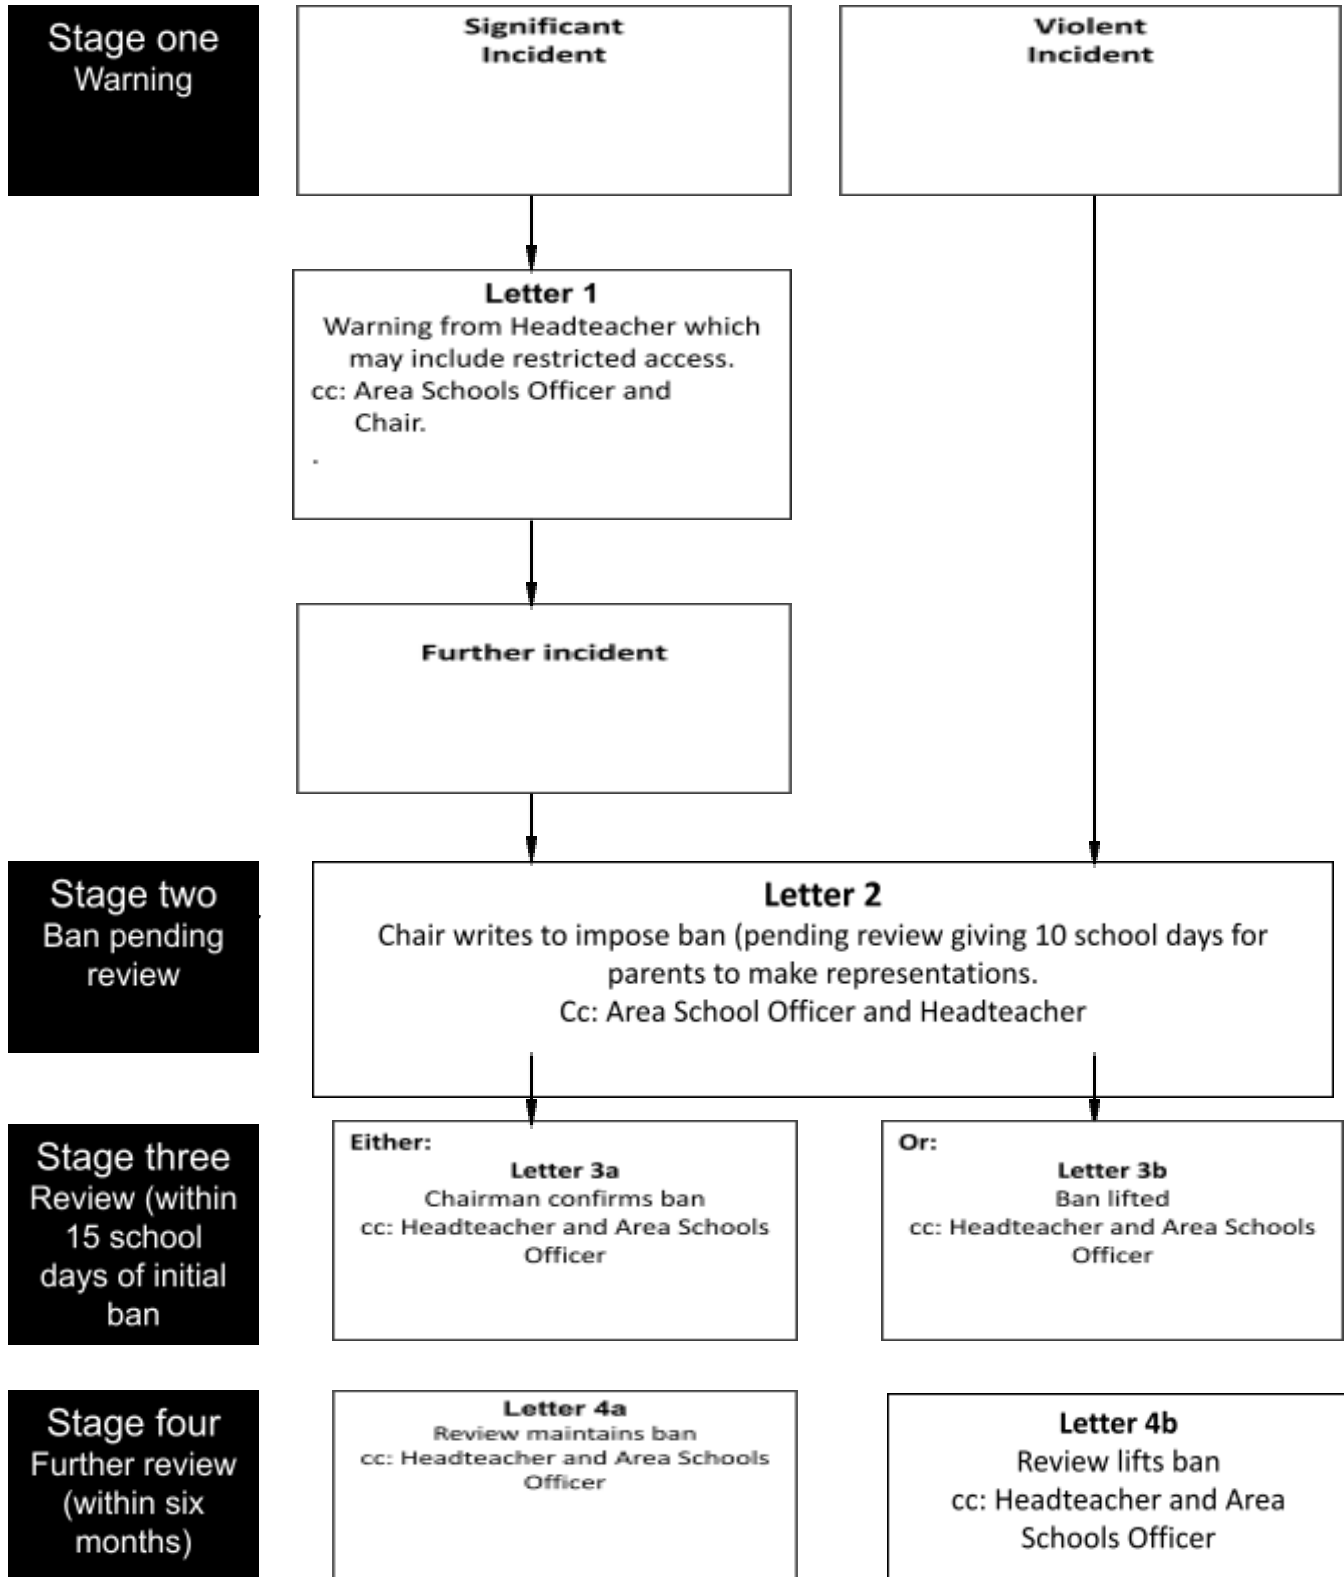 Stage one
Warning
Significant
Incident
Violent
Incident
Letter 1
Warning from Headteacher which
may include restricted access.
cc: Area Schools Officer and
Chair.
.
Further incident
Stage two
Ban pending
review
Letter 2
Chair writes to impose ban (pending review giving 10 school days for
parents to make representations.
Cc: Area School Officer and Headteacher
Stage three
Review (within
15 school
days of initial
ban
Either:
Letter 3a
Chairman confirms ban
cc: Headteacher and Area Schools
Officer
Or:
Letter 3b
Ban lifted
cc: Headteacher and Area Schools
Officer
Stage four
Further review
(within six
months)
Letter 4a
Review maintains ban
cc: Headteacher and Area Schools
Officer
Letter 4b
Review lifts ban
cc: Headteacher and Area
Schools Officer